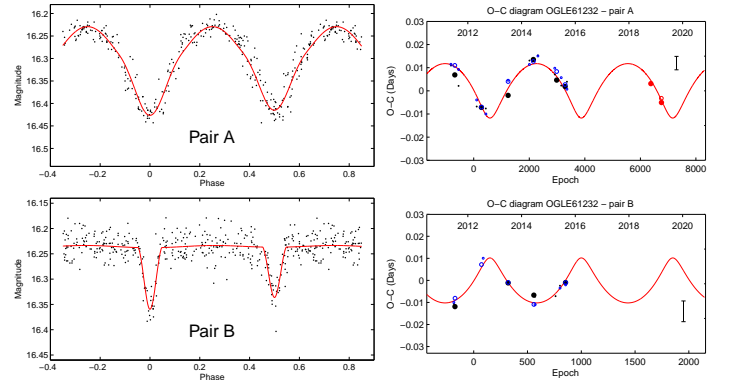 O−C diagram OGLE61232 − pair A
2012 2014 2016 2018 2020
16.2
16.25
16.3
16.35
16.4
16.45
16.5
Magnitude
Pair A
−0.4 −0.2 0 0.2 0.4 0.6 0.8
Phase
0.03
0.02
0.01
0
−0.01
−0.02
−0.03
O−C (Days)
0 2000 4000 6000 8000
Epoch
16.15
16.2
16.25
16.3
16.35
16.4
16.45
Magnitude
Pair B
−0.4 −0.2 0 0.2 0.4 0.6 0.8
Phase
O−C diagram OGLE61232 − pair B
2012 2014 2016 2018 2020
0.03
0.02
0.01
0
−0.01
−0.02
−0.03
O−C (Days)
0 500 1000 1500 2000
Epoch